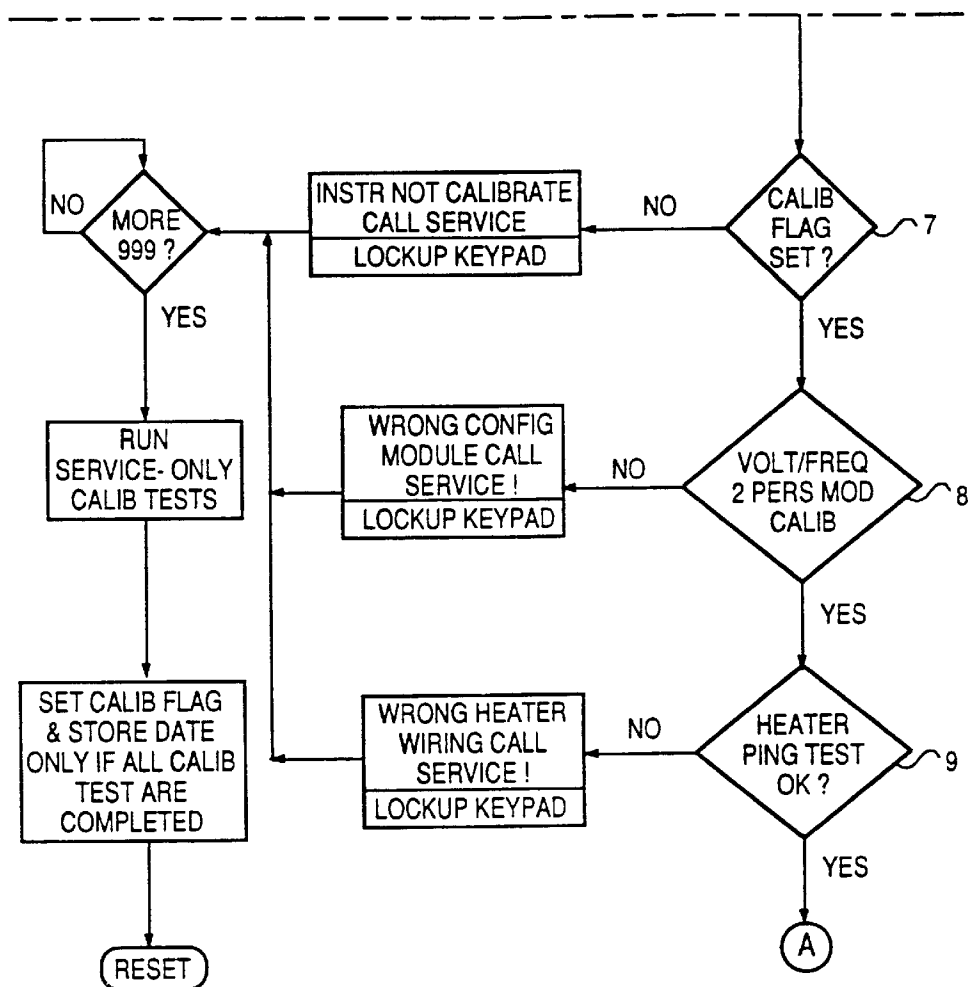 CALIB
FLAG
SET ?
7
NO
YES
INSTR NOT CALIBRATE
CALL SERVICE
LOCKUP KEYPAD
MORE
999 ?
NO
YES
RUN
SERVICE- ONLY
CALIB TESTS
SET CALIB FLAG
& STORE DATE
ONLY IF ALL CALIB
TEST ARE
COMPLETED
RESET
VOLT/FREQ
2 PERS MOD
CALIB
8
NO
YES
WRONG CONFIG
MODULE CALL
SERVICE !
LOCKUP KEYPAD
HEATER
PING TEST
OK ?
9
NO
YES
WRONG HEATER
WIRING CALL
SERVICE !
LOCKUP KEYPAD
A